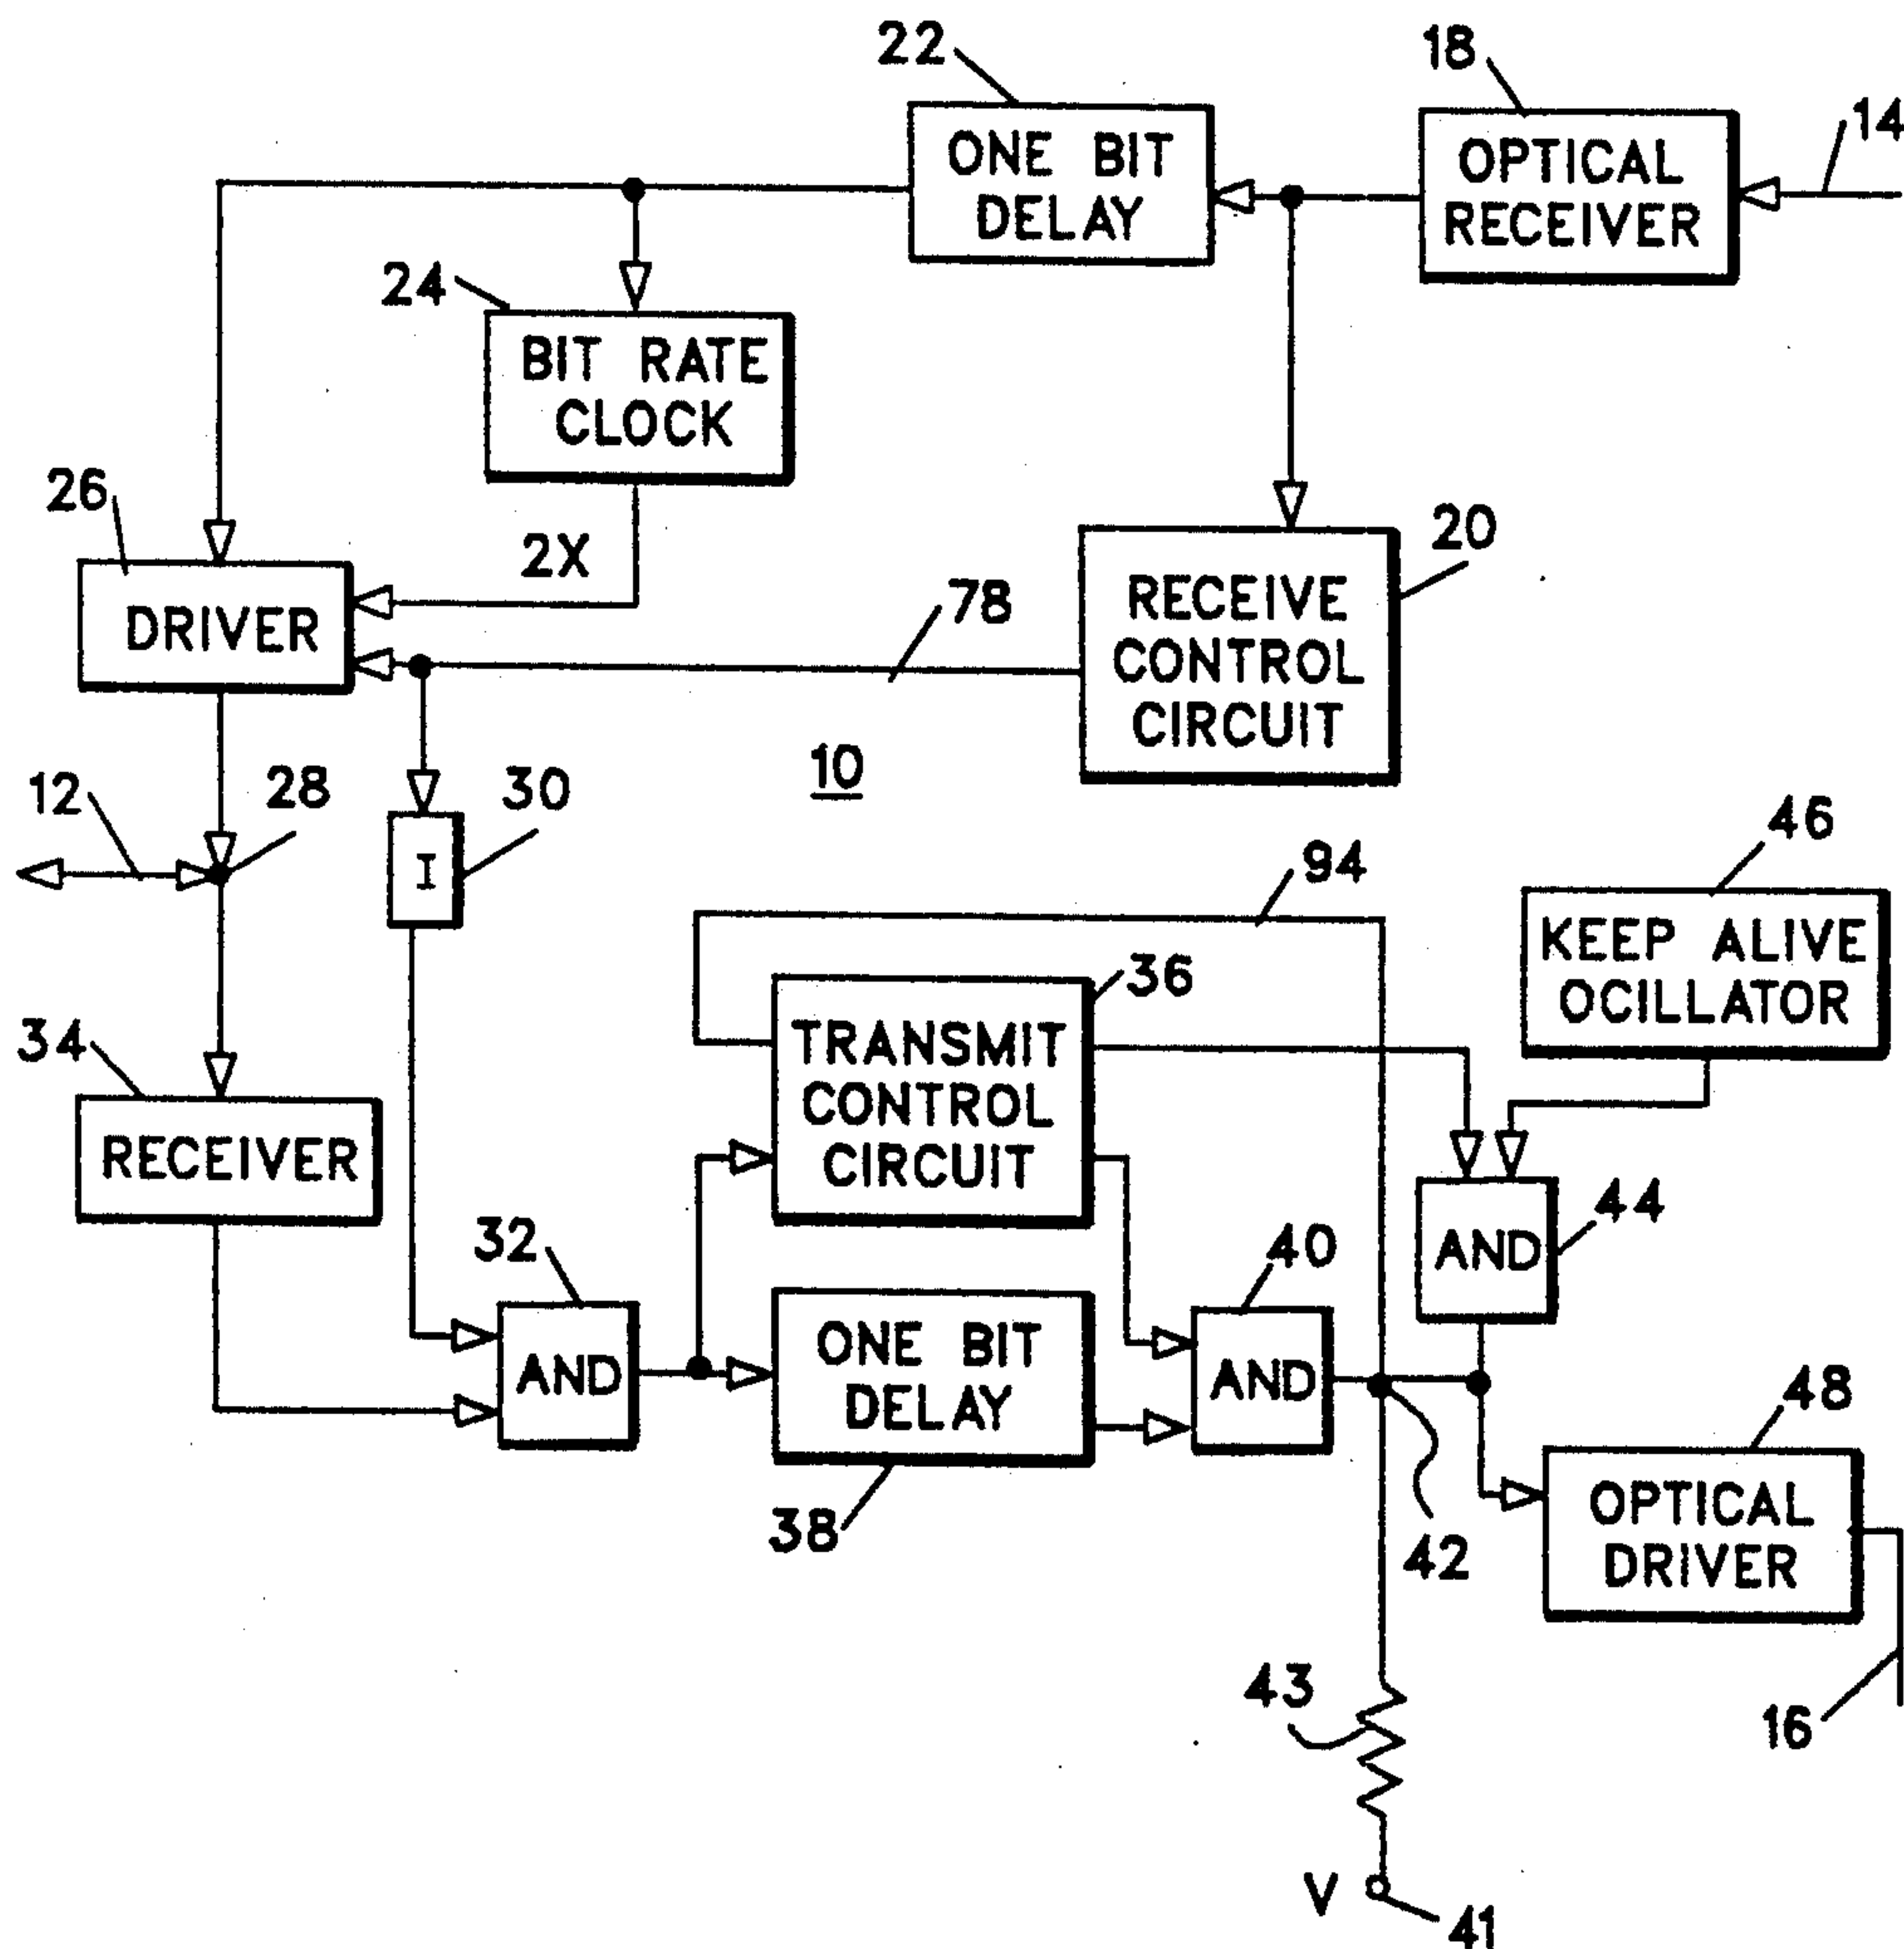 22
18
14
ONE BIT
DELAY
OPTICAL
RECEIVER
24
BIT RATE
CLOCK
26
2X
20
DRIVER
78
RECEIVE
CONTROL
CIRCUIT
10
12
28
30
I
94
46
KEEP ALIVE
OCILLATOR
36
34
TRANSMIT
CONTROL
CIRCUIT
RECEIVER
32
40
44
AND
AND
ONE BIT
DELAY
AND
48
38
42
OPTICAL
DRIVER
43
16
V
41